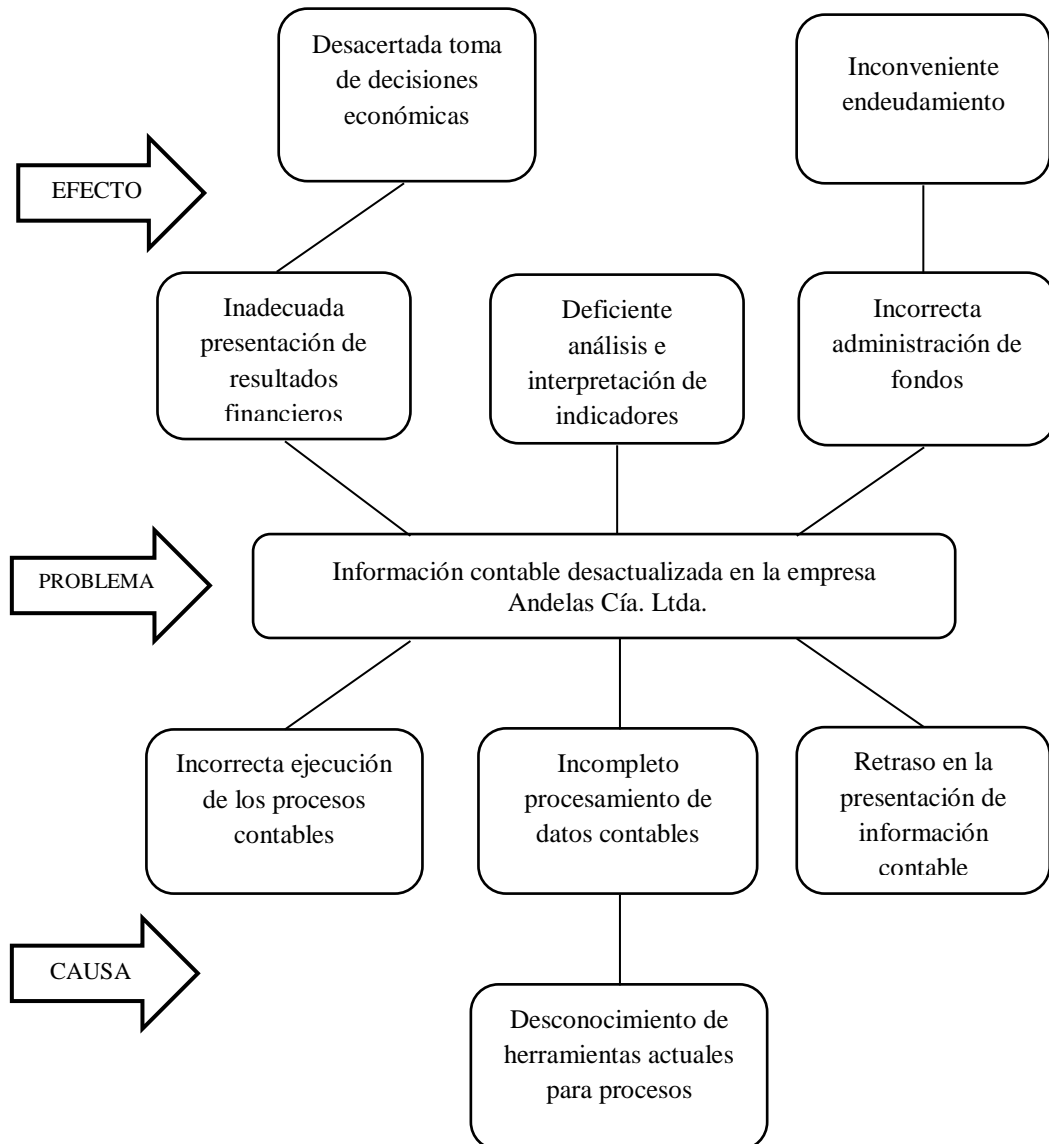 Desacertada toma
de decisiones
económicas
Inconveniente
endeudamiento
EFECTO
Inadecuada
presentación de
resultados
financieros
Deficiente
análisis e
interpretación de
indicadores
Incorrecta
administración de
fondos
PROBLEMA
Información contable desactualizada en la empresa
Andelas Cía. Ltda.
Incorrecta ejecución
de los procesos
contables
Incompleto
procesamiento de
datos contables
Retraso en la
presentación de
información
contable
CAUSA
Desconocimiento de
herramientas actuales
para procesos